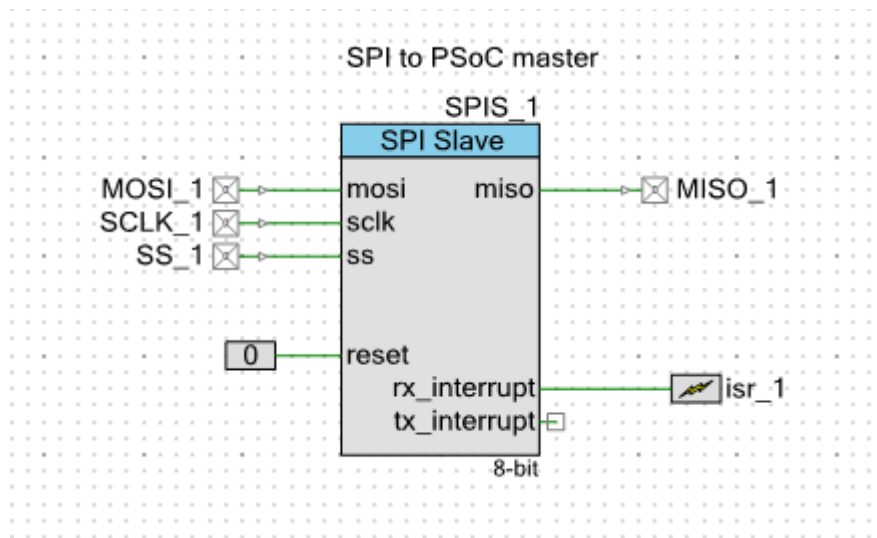 SPI to PSoC master
SPIS_1
SPI Slave
MOSI_1 mosi miso MISO_1
SCLK_1 sclk
SS_1 ss
0 reset
rx_interrupt isr_1
tx_interrupt
8-bit